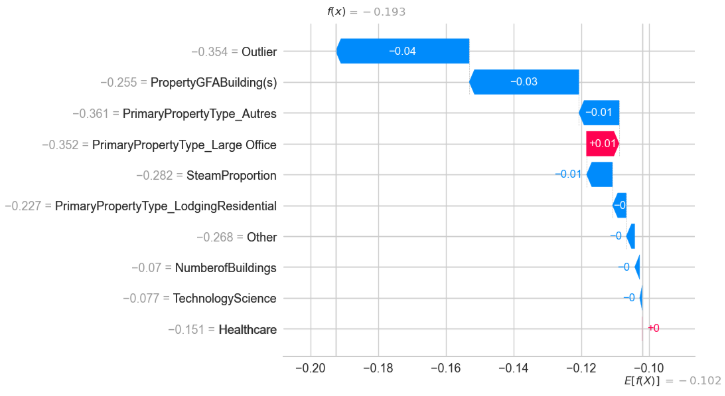 f(x) = −0.193
−0.354 = Outlier −0.04
−0.255 = PropertyGFABuilding(s) −0.03
−0.361 = PrimaryPropertyType_Autres −0.01
−0.352 = PrimaryPropertyType_Large Office +0.01
−0.282 = SteamProportion −0.01
−0.227 = PrimaryPropertyType_LodgingResidential −0
−0.268 = Other −0
−0.07 = NumberofBuildings −0
−0.077 = TechnologyScience −0
−0.151 = Healthcare +0
−0.20 −0.18 −0.16 −0.14 −0.12 −0.10
E[f(X)] = −0.102